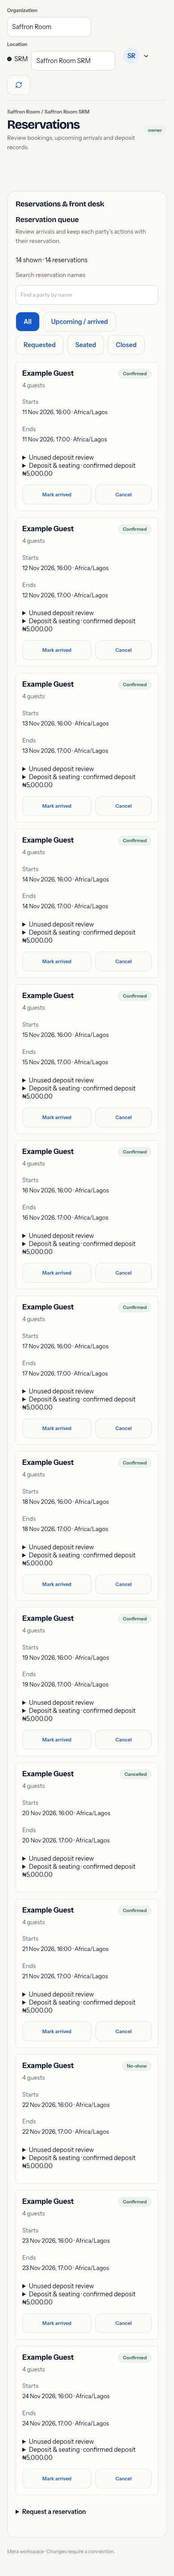 Organization
Saffron Room
Location
SRM
Saffron Room SRM
SR
Saffron Room / Saffron Room SRM
Reservations
owner
Review bookings, upcoming arrivals and deposit
records.
Reservations & front desk
Reservation queue
Review arrivals and keep each party's actions with
their reservation.
14 shown · 14 reservations
Search reservation names
Find a party by name
All
Upcoming / arrived
Requested
Seated
Closed
Example Guest
Confirmed
4 guests
Starts
11 Nov 2026, 16:00 · Africa/Lagos
Ends
11 Nov 2026, 17:00 · Africa/Lagos
Unused deposit review
Deposit & seating · confirmed deposit
₦5,000.00
Mark arrived
Cancel
Example Guest
Confirmed
4 guests
Starts
12 Nov 2026, 16:00 · Africa/Lagos
Ends
12 Nov 2026, 17:00 · Africa/Lagos
Unused deposit review
Deposit & seating · confirmed deposit
₦5,000.00
Mark arrived
Cancel
Example Guest
Confirmed
4 guests
Starts
13 Nov 2026, 16:00 · Africa/Lagos
Ends
13 Nov 2026, 17:00 · Africa/Lagos
Unused deposit review
Deposit & seating · confirmed deposit
₦5,000.00
Mark arrived
Cancel
Example Guest
Confirmed
4 guests
Starts
14 Nov 2026, 16:00 · Africa/Lagos
Ends
14 Nov 2026, 17:00 · Africa/Lagos
Unused deposit review
Deposit & seating · confirmed deposit
₦5,000.00
Mark arrived
Cancel
Example Guest
Confirmed
4 guests
Starts
15 Nov 2026, 16:00 · Africa/Lagos
Ends
15 Nov 2026, 17:00 · Africa/Lagos
Unused deposit review
Deposit & seating · confirmed deposit
₦5,000.00
Mark arrived
Cancel
Example Guest
Confirmed
4 guests
Starts
16 Nov 2026, 16:00 · Africa/Lagos
Ends
16 Nov 2026, 17:00 · Africa/Lagos
Unused deposit review
Deposit & seating · confirmed deposit
₦5,000.00
Mark arrived
Cancel
Example Guest
Confirmed
4 guests
Starts
17 Nov 2026, 16:00 · Africa/Lagos
Ends
17 Nov 2026, 17:00 · Africa/Lagos
Unused deposit review
Deposit & seating · confirmed deposit
₦5,000.00
Mark arrived
Cancel
Example Guest
Confirmed
4 guests
Starts
18 Nov 2026, 16:00 · Africa/Lagos
Ends
18 Nov 2026, 17:00 · Africa/Lagos
Unused deposit review
Deposit & seating · confirmed deposit
₦5,000.00
Mark arrived
Cancel
Example Guest
Confirmed
4 guests
Starts
19 Nov 2026, 16:00 · Africa/Lagos
Ends
19 Nov 2026, 17:00 · Africa/Lagos
Unused deposit review
Deposit & seating · confirmed deposit
₦5,000.00
Mark arrived
Cancel
Example Guest
Cancelled
4 guests
Starts
20 Nov 2026, 16:00 · Africa/Lagos
Ends
20 Nov 2026, 17:00 · Africa/Lagos
Unused deposit review
Deposit & seating · confirmed deposit
₦5,000.00
Example Guest
Confirmed
4 guests
Starts
21 Nov 2026, 16:00 · Africa/Lagos
Ends
21 Nov 2026, 17:00 · Africa/Lagos
Unused deposit review
Deposit & seating · confirmed deposit
₦5,000.00
Mark arrived
Cancel
Example Guest
No-show
4 guests
Starts
22 Nov 2026, 16:00 · Africa/Lagos
Ends
22 Nov 2026, 17:00 · Africa/Lagos
Unused deposit review
Deposit & seating · confirmed deposit
₦5,000.00
Example Guest
Confirmed
4 guests
Starts
23 Nov 2026, 16:00 · Africa/Lagos
Ends
23 Nov 2026, 17:00 · Africa/Lagos
Unused deposit review
Deposit & seating · confirmed deposit
₦5,000.00
Mark arrived
Cancel
Example Guest
Confirmed
4 guests
Starts
24 Nov 2026, 16:00 · Africa/Lagos
Ends
24 Nov 2026, 17:00 · Africa/Lagos
Unused deposit review
Deposit & seating · confirmed deposit
₦5,000.00
Mark arrived
Cancel
Request a reservation
Mera workspace · Changes require a connection.